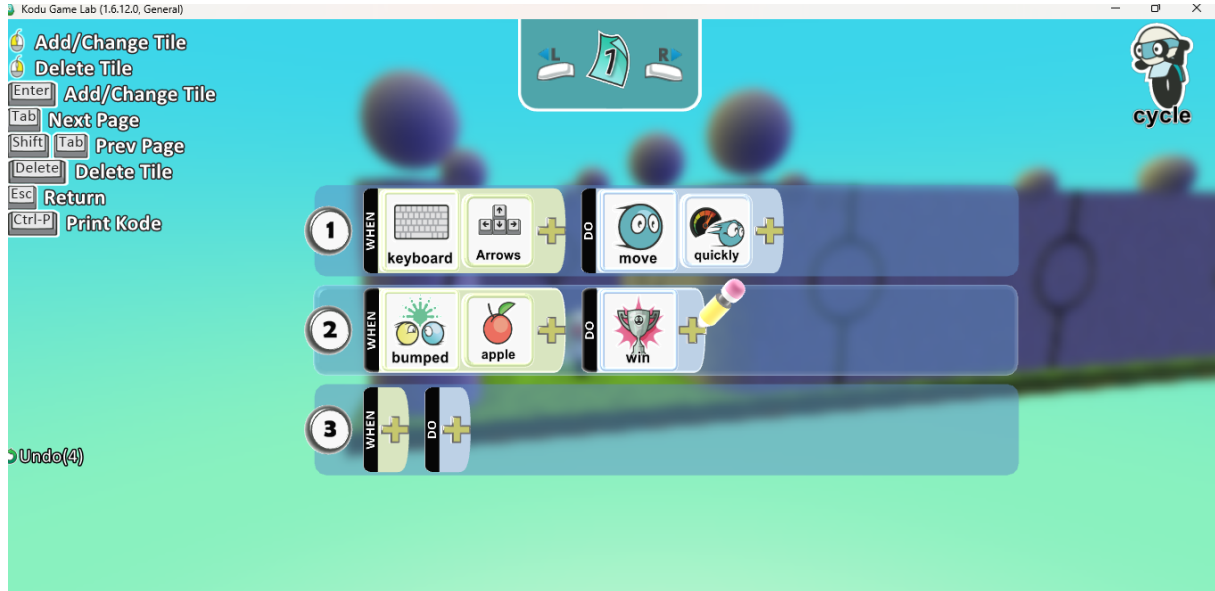 Kodu Game Lab (1.6.12.0, General)
Add/Change Tile
Delete Tile
Enter Add/Change Tile
Tab Next Page
Shift Tab Prev Page
Delete Delete Tile
Esc Return
Ctrl-P Print Kode
L 1 R
cycle
1 WHEN keyboard Arrows DO move quickly
2 WHEN bumped apple DO win
3 WHEN DO
Undo(4)